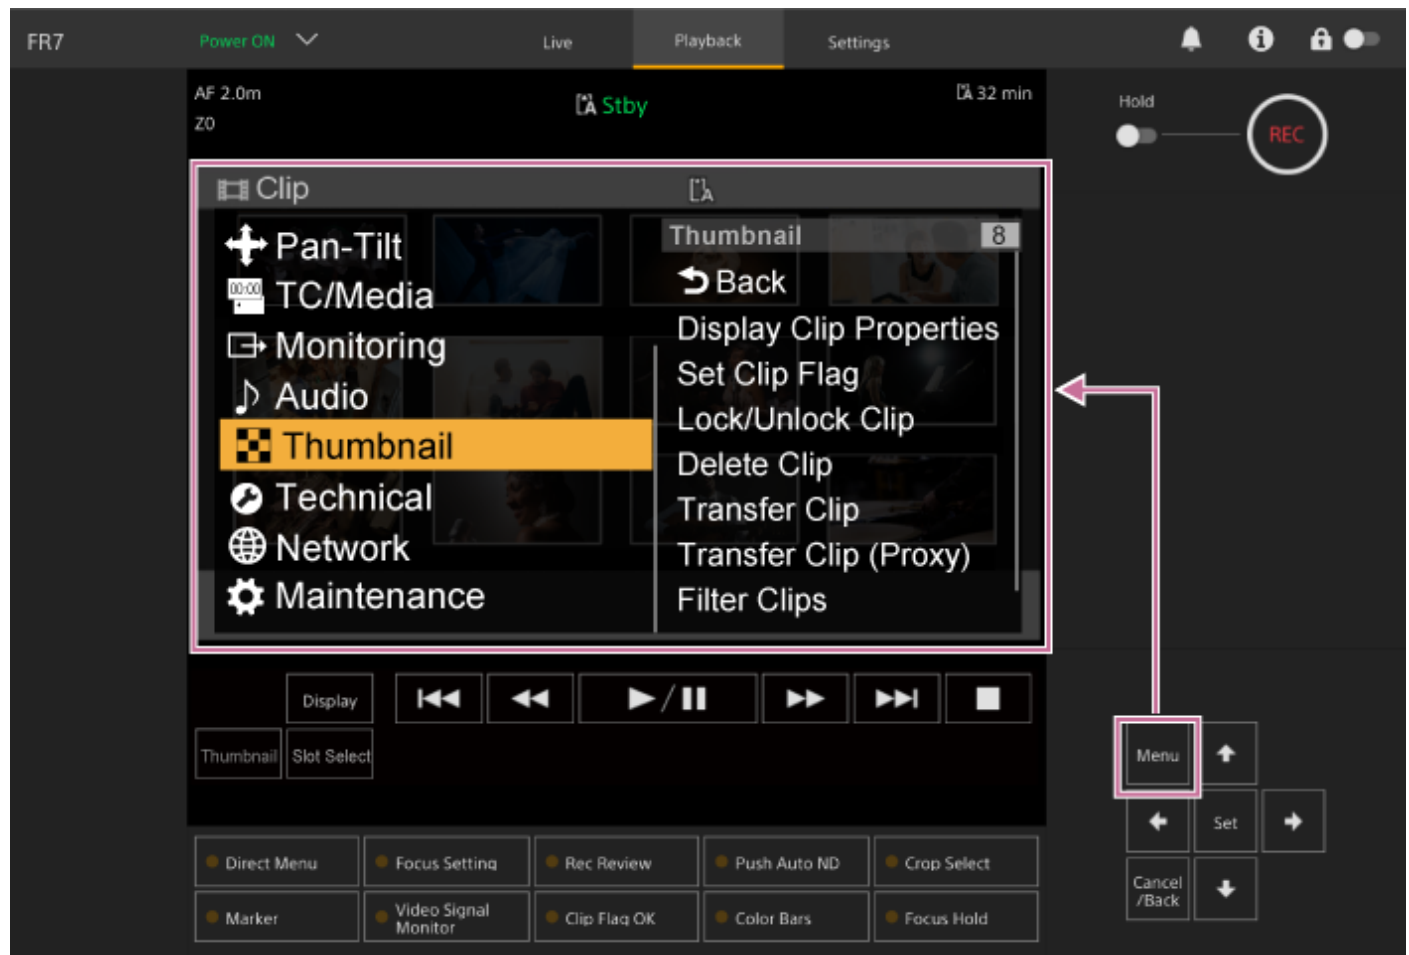 FR7
Power ON
Live
Playback
Settings
AF 2.0m
Z0
A Stby
A 32 min
Hold
REC
Clip
A
Pan-Tilt
00:00 TC/Media
Monitoring
Audio
Thumbnail
Technical
Network
Maintenance
Thumbnail 8
Back
Display Clip Properties
Set Clip Flag
Lock/Unlock Clip
Delete Clip
Transfer Clip
Transfer Clip (Proxy)
Filter Clips
Display
Thumbnail
Slot Select
Menu
Set
Cancel
/Back
Direct Menu
Focus Setting
Rec Review
Push Auto ND
Crop Select
Marker
Video Signal
Monitor
Clip Flag OK
Color Bars
Focus Hold